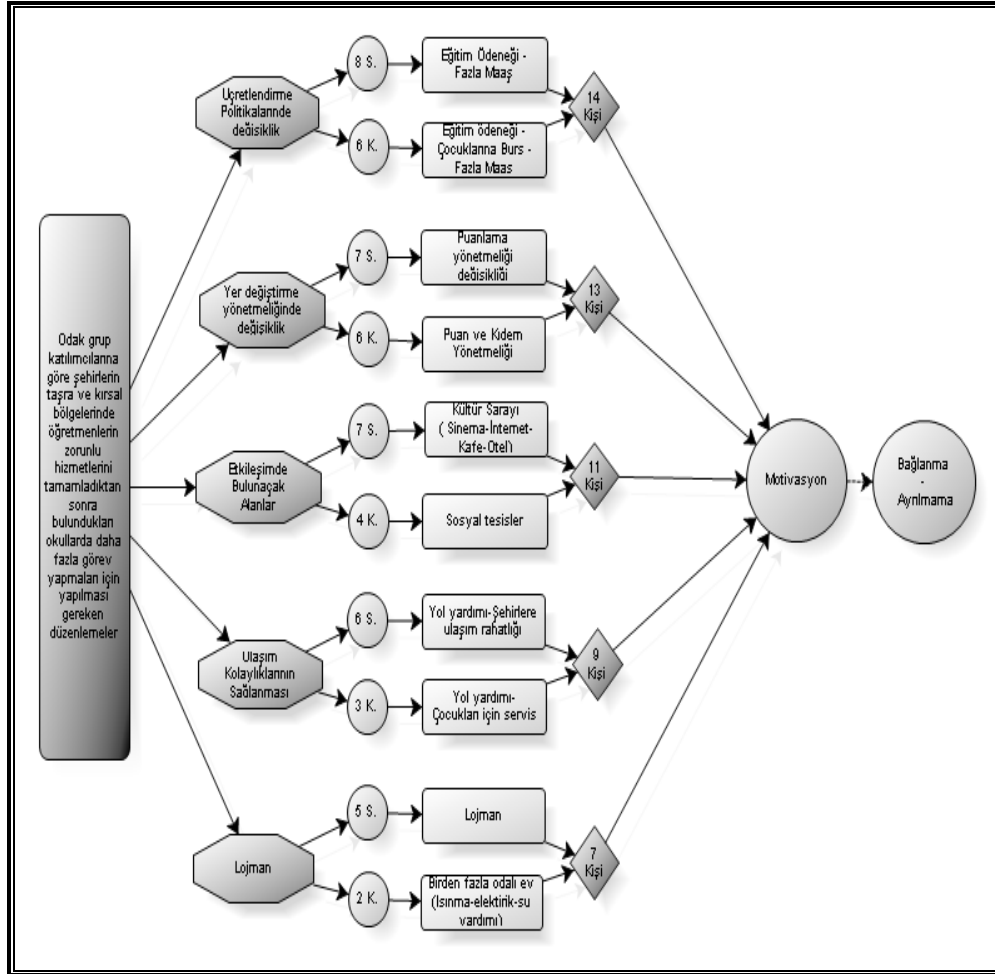 Odak grup
katılımcılarına
göre şehirlerin
taşra ve kırsal
bölgelerinde
öğretmenlerin
zorunlu
hizmetlerini
tamamladıktan
sonra
bulundukları
okullarda daha
fazla görev
yapmaları için
yapılması
gereken
düzenlemeler
Ücretlendirme
Politikalarında
değişiklik
8 S.
Eğitim Ödeneği -
Fazla Maaş
6 K.
Eğitim ödeneği -
Çocuklarına Burs -
Fazla Maaş
14
Kişi
Yer değiştirme
yönetmeliğinde
değişiklik
7 S.
Puanlama
yönetmeliği
değişikliği
6 K.
Puan ve Kıdem
Yönetmeliği
13
Kişi
Etkileşimde
Bulunaçak
Alanlar
7 S.
Kültür Sarayı
( Sinema-İnternet-
Kafe-Otel)
4 K.
Sosyal tesisler
11
Kişi
Ulaşım
Kolaylıklarının
Sağlanması
6 S.
Yol yardımı-Şehirlere
ulaşım rahatlığı
3 K.
Yol yardımı-
Çocukları için servis
9
Kişi
Lojman
5 S.
Lojman
2 K.
Birden fazla odalı ev
(Isınma-elektirik-su
yardımı)
7
Kişi
Motivasyon
Bağlanma
-
Ayrılmama